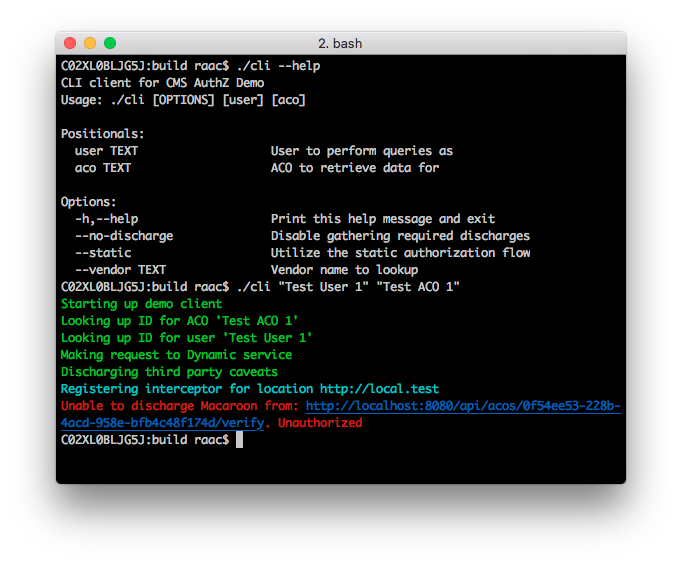 2. bash
C02XL0BLJG5J:build raac$ ./cli --help
CLI client for CMS AuthZ Demo
Usage: ./cli [OPTIONS] [user] [aco]
Positionals:
  user TEXT                   User to perform queries as
  aco TEXT                    ACO to retrieve data for
Options:
  -h,--help                   Print this help message and exit
  --no-discharge              Disable gathering required discharges
  --static                    Utilize the static authorization flow
  --vendor TEXT               Vendor name to lookup
C02XL0BLJG5J:build raac$ ./cli "Test User 1" "Test ACO 1"
Starting up demo client
Looking up ID for ACO 'Test ACO 1'
Looking up ID for user 'Test User 1'
Making request to Dynamic service
Discharging third party caveats
Registering interceptor for location http://local.test
Unable to discharge Macaroon from: http://localhost:8080/api/acos/0f54ee53-228b-
4acd-958e-bfb4c48f174d/verify. Unauthorized
C02XL0BLJG5J:build raac$